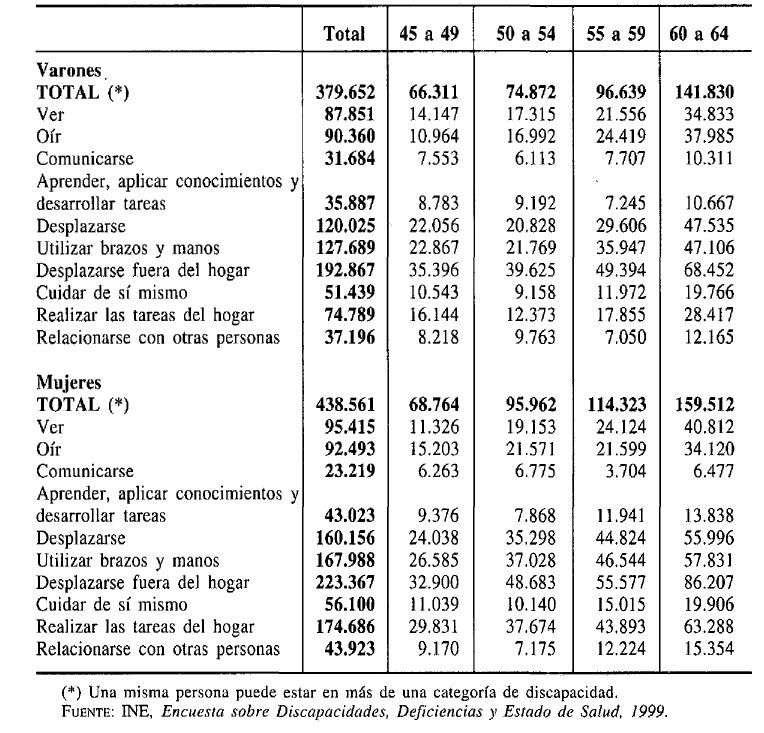 Total 45 a 49 50 a 54 55 a 59 60 a 64
Varones
TOTAL (*) 379.652 66.311 74.872 96.639 141.830
Ver 87.851 14.147 17.315 21.556 34.833
Oír 90.360 10.964 16.992 24.419 37.985
Comunicarse 31.684 7.553 6.113 7.707 10.311
Aprender, aplicar conocimientos y
desarrollar tareas 35.887 8.783 9.192 7.245 10.667
Desplazarse 120.025 22.056 20.828 29.606 47.535
Utilizar brazos y manos 127.689 22.867 21.769 35.947 47.106
Desplazarse fuera del hogar 192.867 35.396 39.625 49.394 68.452
Cuidar de sí mismo 51.439 10.543 9.158 11.972 19.766
Realizar las tareas del hogar 74.789 16.144 12.373 17.855 28.417
Relacionarse con otras personas 37.196 8.218 9.763 7.050 12.165
Mujeres
TOTAL (*) 438.561 68.764 95.962 114.323 159.512
Ver 95.415 11.326 19.153 24.124 40.812
Oír 92.493 15.203 21.571 21.599 34.120
Comunicarse 23.219 6.263 6.775 3.704 6.477
Aprender, aplicar conocimientos y
desarrollar tareas 43.023 9.376 7.868 11.941 13.838
Desplazarse 160.156 24.038 35.298 44.824 55.996
Utilizar brazos y manos 167.988 26.585 37.028 46.544 57.831
Desplazarse fuera del hogar 223.367 32.900 48.683 55.577 86.207
Cuidar de sí mismo 56.100 11.039 10.140 15.015 19.906
Realizar las tareas del hogar 174.686 29.831 37.674 43.893 63.288
Relacionarse con otras personas 43.923 9.170 7.175 12.224 15.354
(*) Una misma persona puede estar en más de una categoría de discapacidad.
FUENTE: INE, Encuesta sobre Discapacidades, Deficiencias y Estado de Salud, 1999.